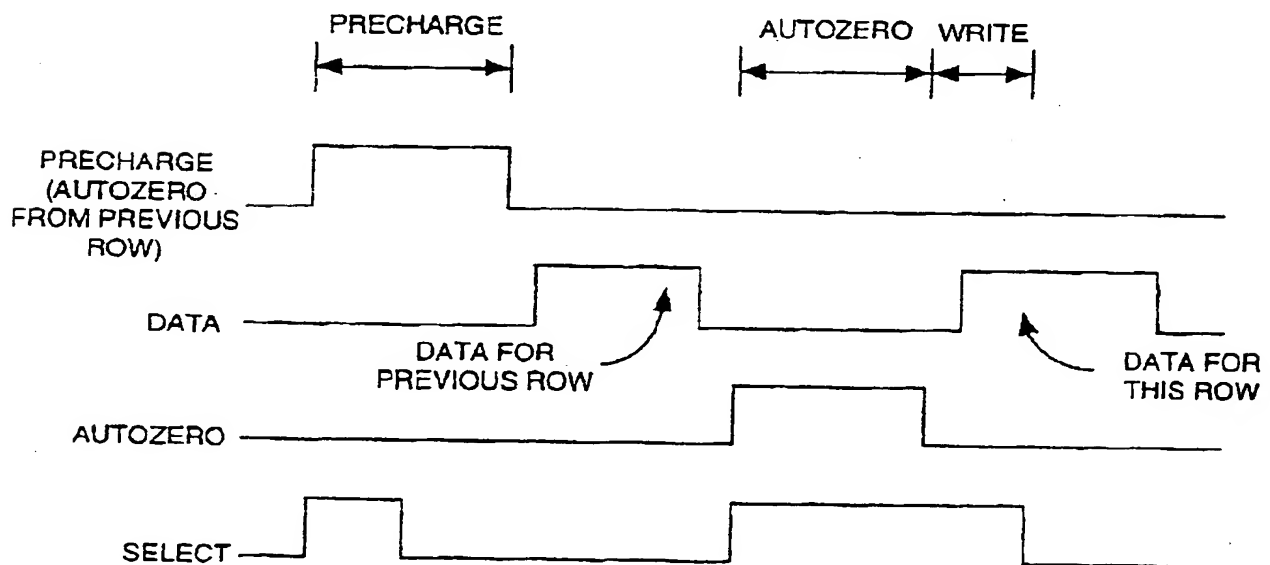 PRECHARGE
AUTOZERO WRITE
PRECHARGE
(AUTOZERO
FROM PREVIOUS
ROW)
DATA
DATA FOR
PREVIOUS ROW
DATA FOR
THIS ROW
AUTOZERO
SELECT